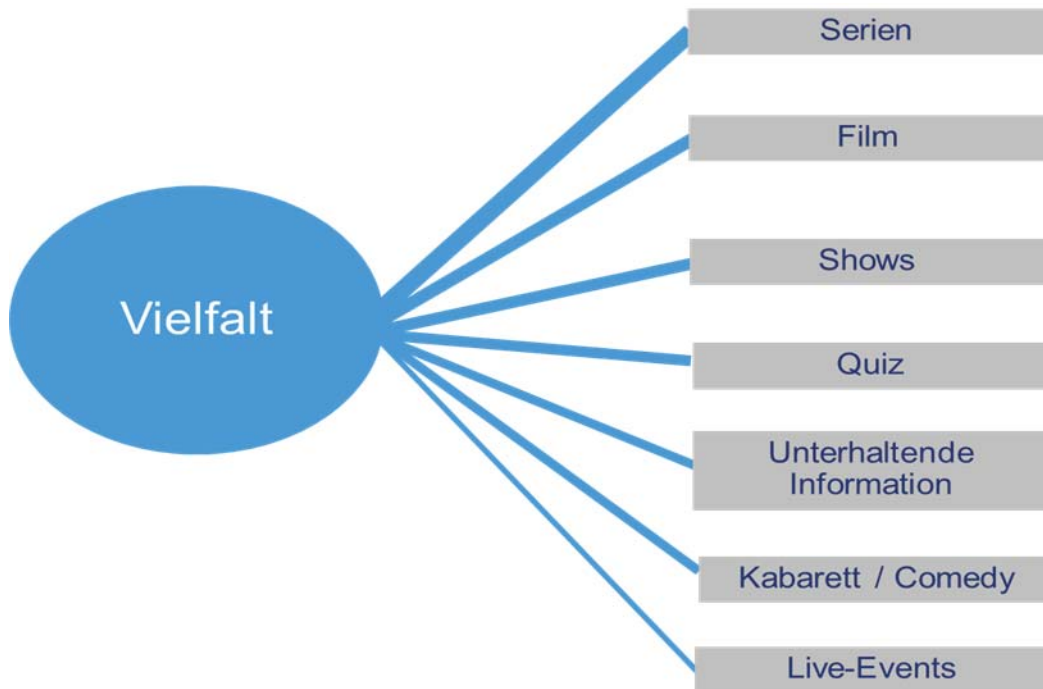 Serien
Film
Shows
Vielfalt
Quiz
Unterhaltende
Information
Kabarett / Comedy
Live-Events